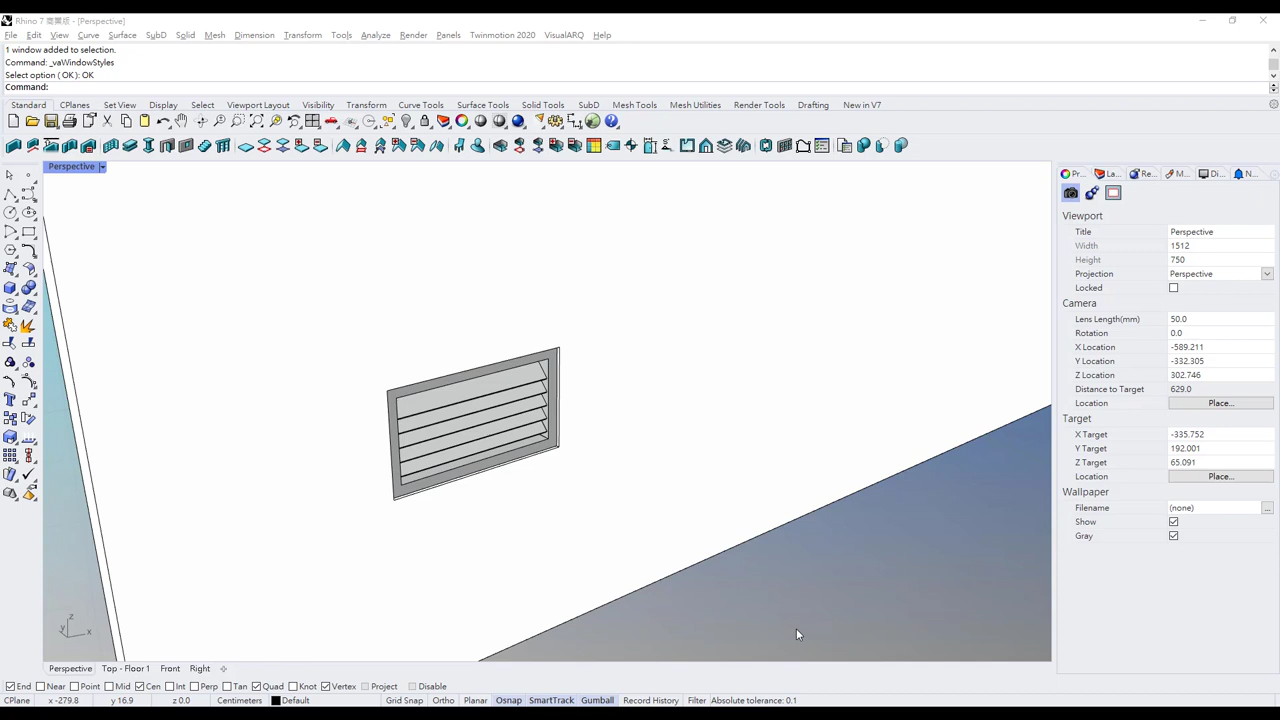 Rhino 7 商業版 - [Perspective]
File Edit View Curve Surface SubD Solid Mesh Dimension Transform Tools Analyze Render Panels Twinmotion 2020 VisualARQ Help
1 window added to selection.
Command: _vaWindowStyles
Select option ( OK ): OK
Command:
Standard CPlanes Set View Display Select Viewport Layout Visibility Transform Curve Tools Surface Tools Solid Tools SubD Mesh Tools Mesh Utilities Render Tools Drafting New in V7
Perspective
Pr... La... Re... M... Di... N...
Viewport
Title Perspective
Width 1512
Height 750
Projection Perspective
Locked
Camera
Lens Length(mm) 50.0
Rotation 0.0
X Location -589.211
Y Location -332.305
Z Location 302.746
Distance to Target 629.0
Location Place...
Target
X Target -335.752
Y Target 192.001
Z Target 65.091
Location Place...
Wallpaper
Filename (none) ...
Show
Gray
z
y x
Perspective Top - Floor 1 Front Right
End Near Point Mid Cen Int Perp Tan Quad Knot Vertex Project Disable
CPlane x -279.8 y 16.9 z 0.0 Centimeters Default Grid Snap Ortho Planar Osnap SmartTrack Gumball Record History Filter Absolute tolerance: 0.1